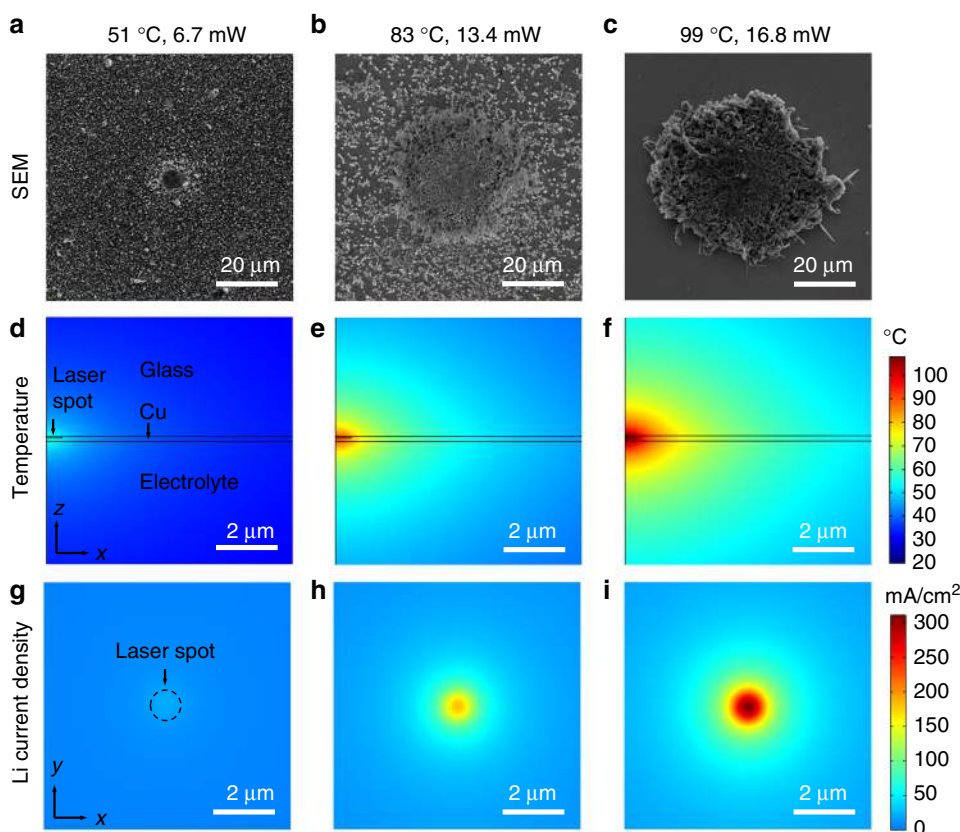 a
51 °C, 6.7 mW
b
83 °C, 13.4 mW
c
99 °C, 16.8 mW
SEM
20 μm
20 μm
20 μm
d
e
f
°C
Temperature
Laser
spot
Glass
Cu
Electrolyte
z
x
2 μm
2 μm
2 μm
100
90
80
70
60
50
40
30
20
g
h
i
mA/cm²
Li current density
Laser spot
y
x
2 μm
2 μm
2 μm
300
250
200
150
100
50
0